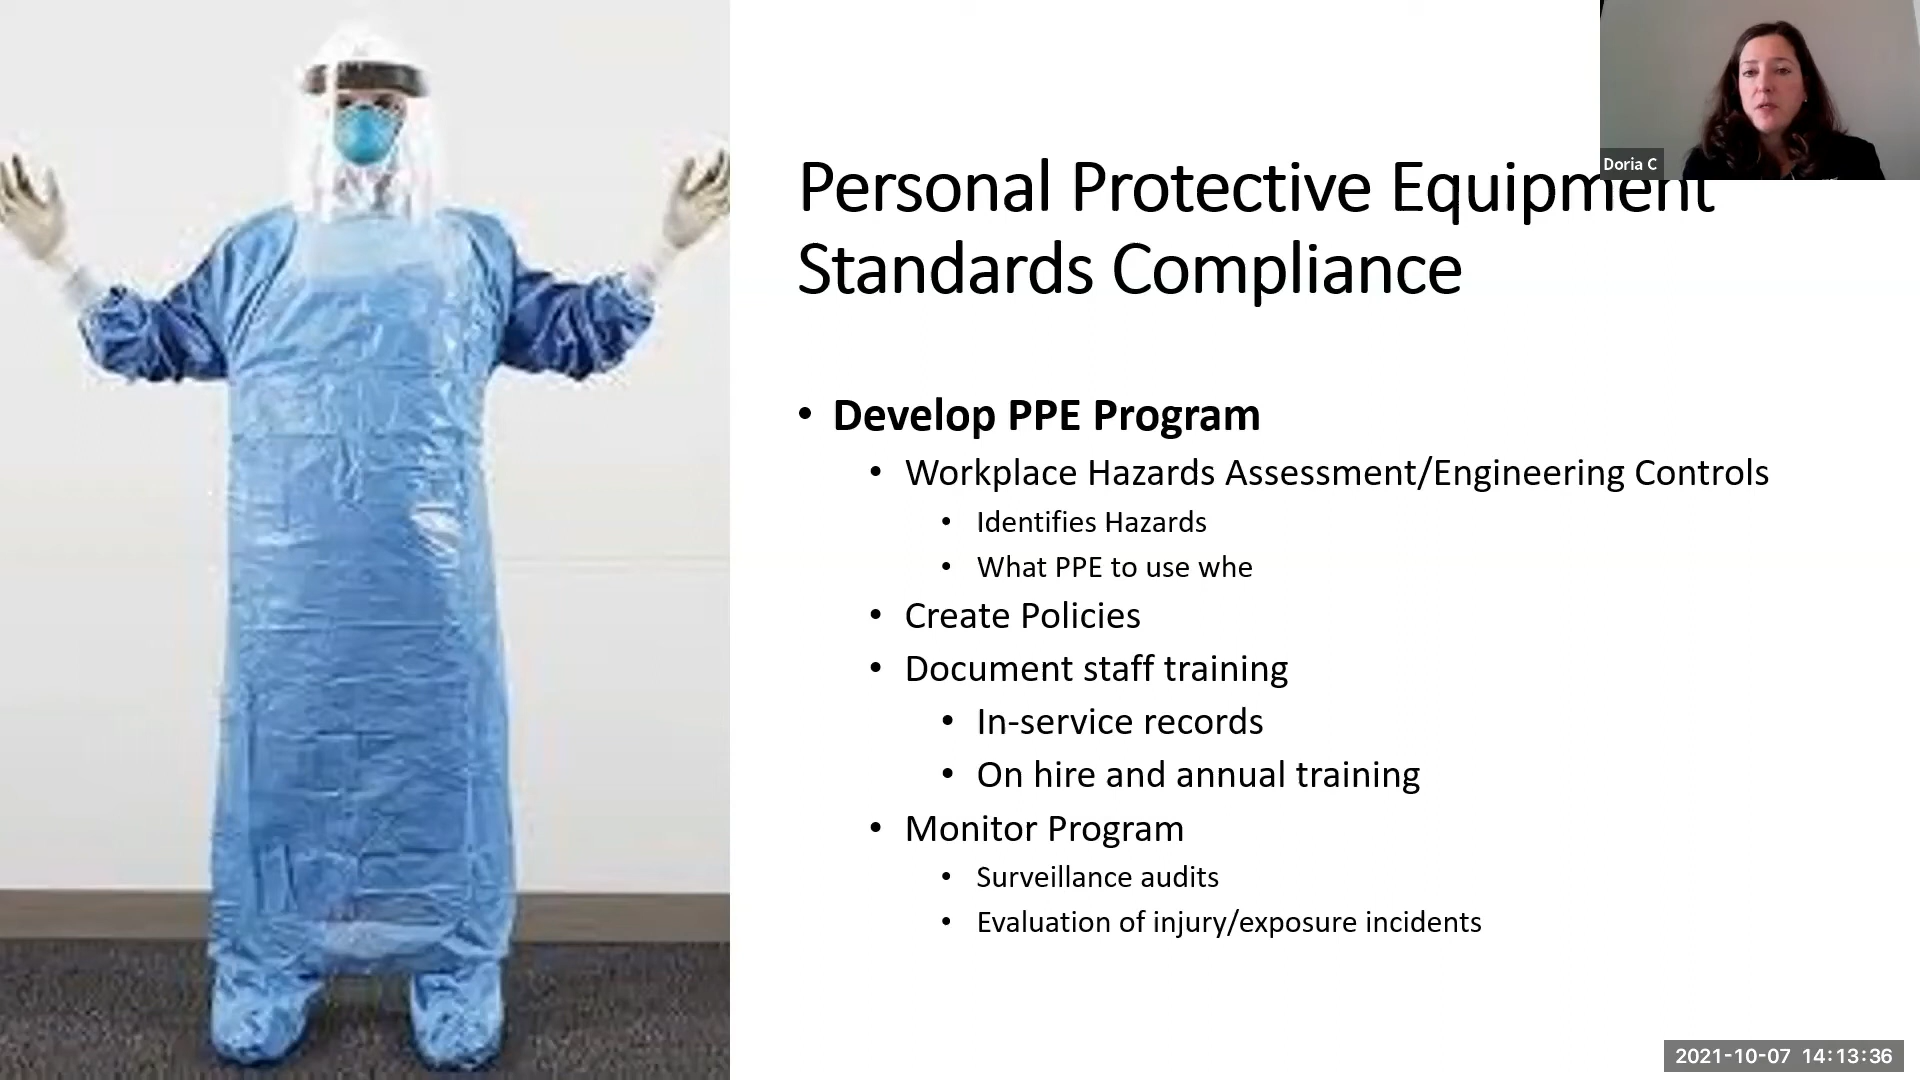 Doria C
Personal Protective Equipment
Standards Compliance
• Develop PPE Program
• Workplace Hazards Assessment/Engineering Controls
• Identifies Hazards
• What PPE to use whe
• Create Policies
• Document staff training
• In-service records
• On hire and annual training
• Monitor Program
• Surveillance audits
• Evaluation of injury/exposure incidents
2021-10-07 14:13:36